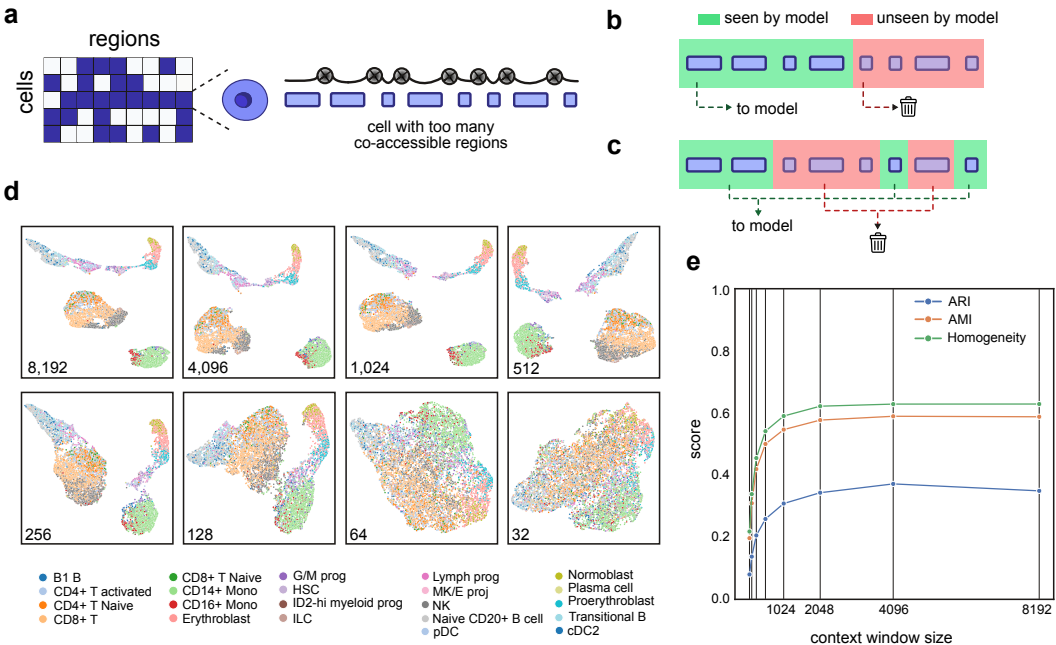 a
regions
cells
cell with too many
co-accessible regions
b
seen by model
unseen by model
to model
c
to model
d
8,192
4,096
1,024
512
256
128
64
32
B1 B
CD4+ T activated
CD4+ T Naive
CD8+ T
CD8+ T Naive
CD14+ Mono
CD16+ Mono
Erythroblast
G/M prog
HSC
ID2-hi myeloid prog
ILC
Lymph prog
MK/E proj
NK
Naive CD20+ B cell
pDC
Normoblast
Plasma cell
Proerythroblast
Transitional B
cDC2
e
1.0
0.8
0.6
0.4
0.2
0.0
score
ARI
AMI
Homogeneity
1024
2048
4096
8192
context window size